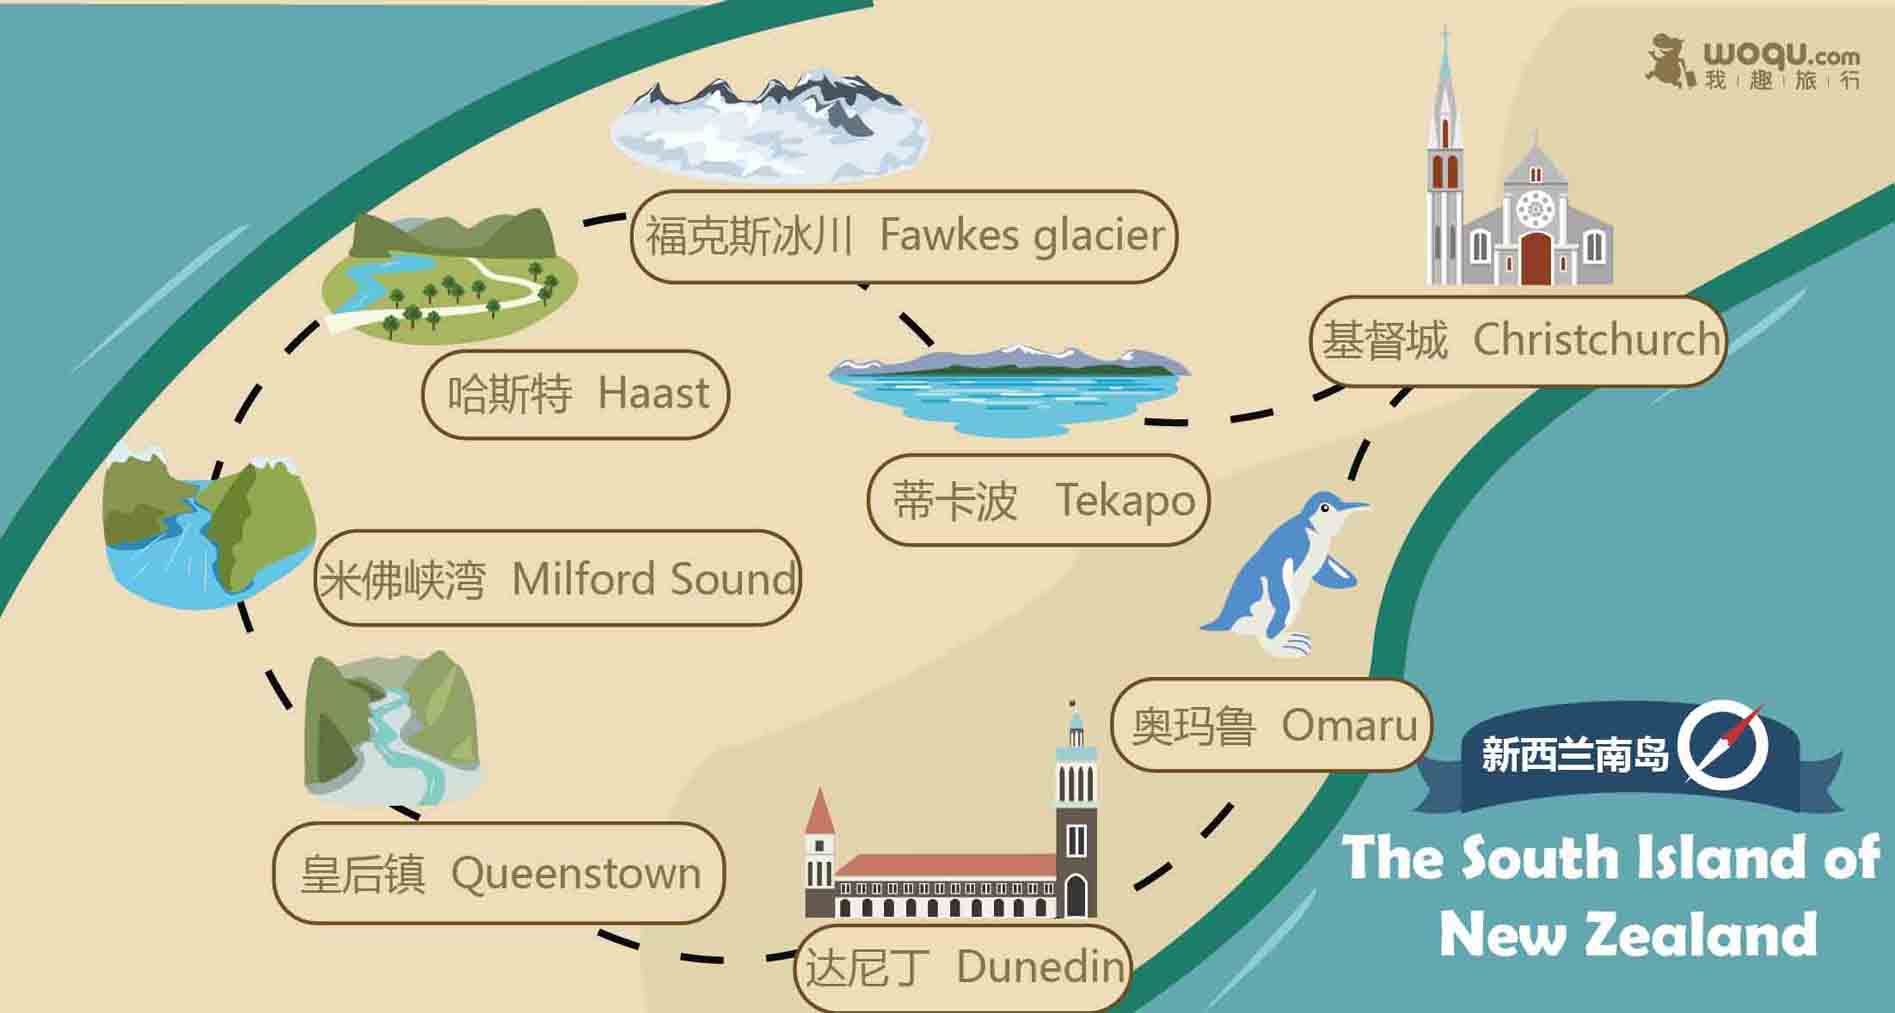 woqu.com
我趣旅行
福克斯冰川 Fawkes glacier
基督城 Christchurch
哈斯特 Haast
蒂卡波 Tekapo
米佛峡湾 Milford Sound
奥玛鲁 Omaru
新西兰南岛
The South Island of
New Zealand
皇后镇 Queenstown
达尼丁 Dunedin